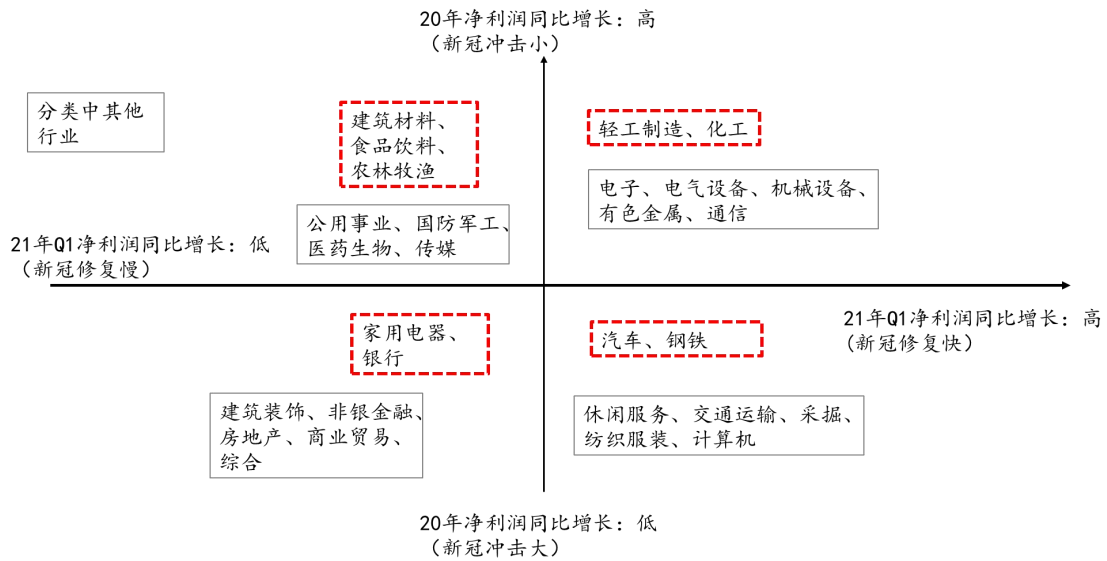 20年净利润同比增长：高
（新冠冲击小）
分类中其他
行业
建筑材料、
食品饮料、
农林牧渔
轻工制造、化工
电子、电气设备、机械设备、
有色金属、通信
公用事业、国防军工、
医药生物、传媒
21年Q1净利润同比增长：低
（新冠修复慢）
21年Q1净利润同比增长：高
（新冠修复快）
家用电器、
银行
汽车、钢铁
建筑装饰、非银金融、
房地产、商业贸易、
综合
休闲服务、交通运输、采掘、
纺织服装、计算机
20年净利润同比增长：低
（新冠冲击大）